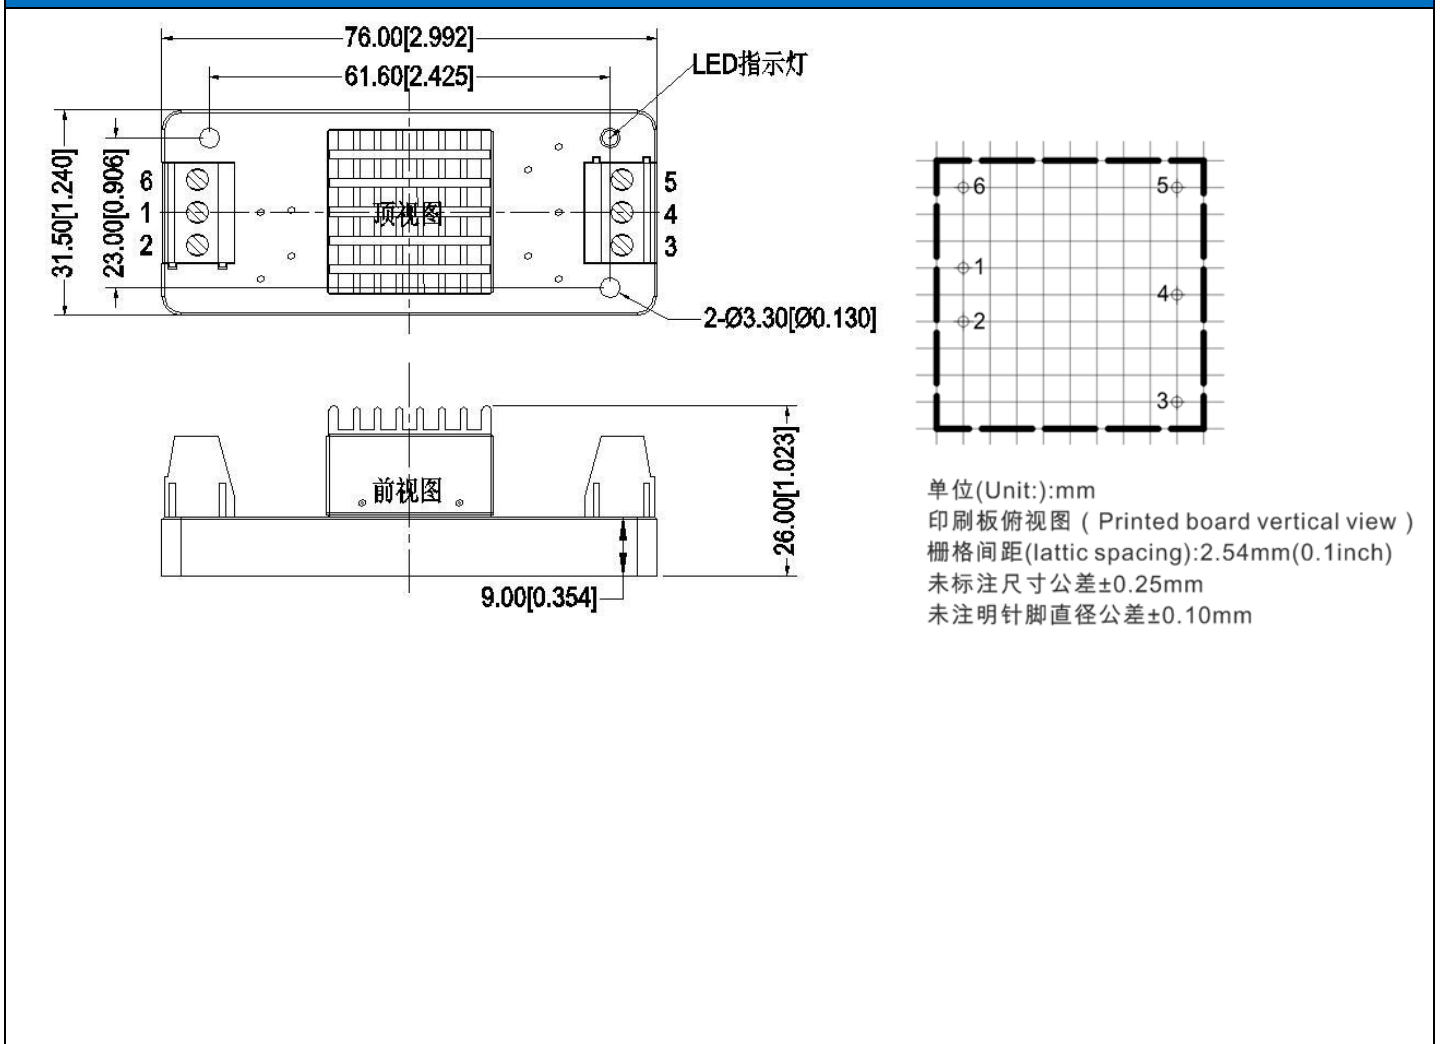 76.00[2.992]
61.60[2.425]
LED指示灯
31.50[1.240]
23.00[0.906]
6
1
2
顶视图
5
4
3
2-Ø3.30[Ø0.130]
前视图
26.00[1.023]
9.00[0.354]
6
5
1
4
2
3
单位(Unit:):mm
印刷板俯视图 ( Printed board vertical view )
栅格间距(lattic spacing):2.54mm(0.1inch)
未标注尺寸公差±0.25mm
未注明针脚直径公差±0.10mm